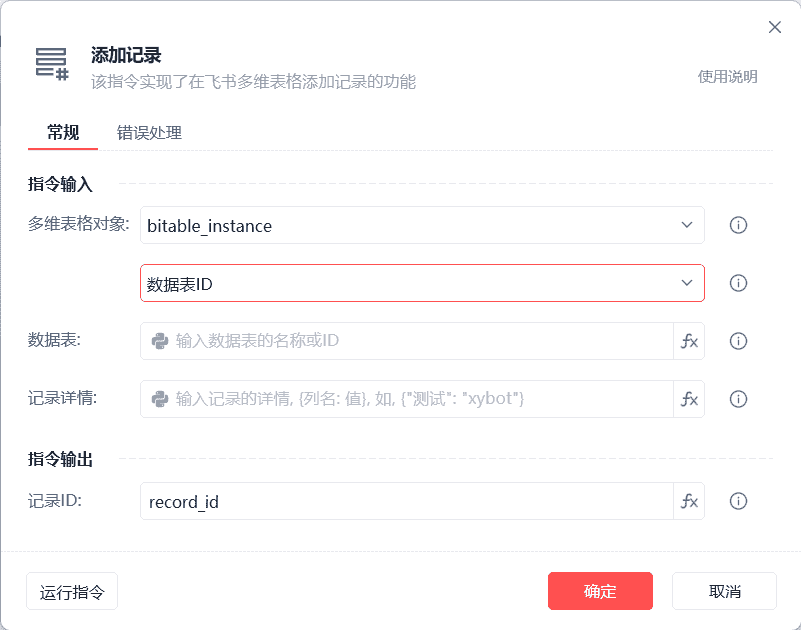 添加记录
该指令实现了在飞书多维表格添加记录的功能
使用说明
常规 错误处理
指令输入
多维表格对象: bitable_instance
数据表ID
数据表: 输入数据表的名称或ID fx
记录详情: 输入记录的详情, {列名: 值}, 如, {"测试": "xybot"} fx
指令输出
记录ID: record_id fx
运行指令 确定 取消